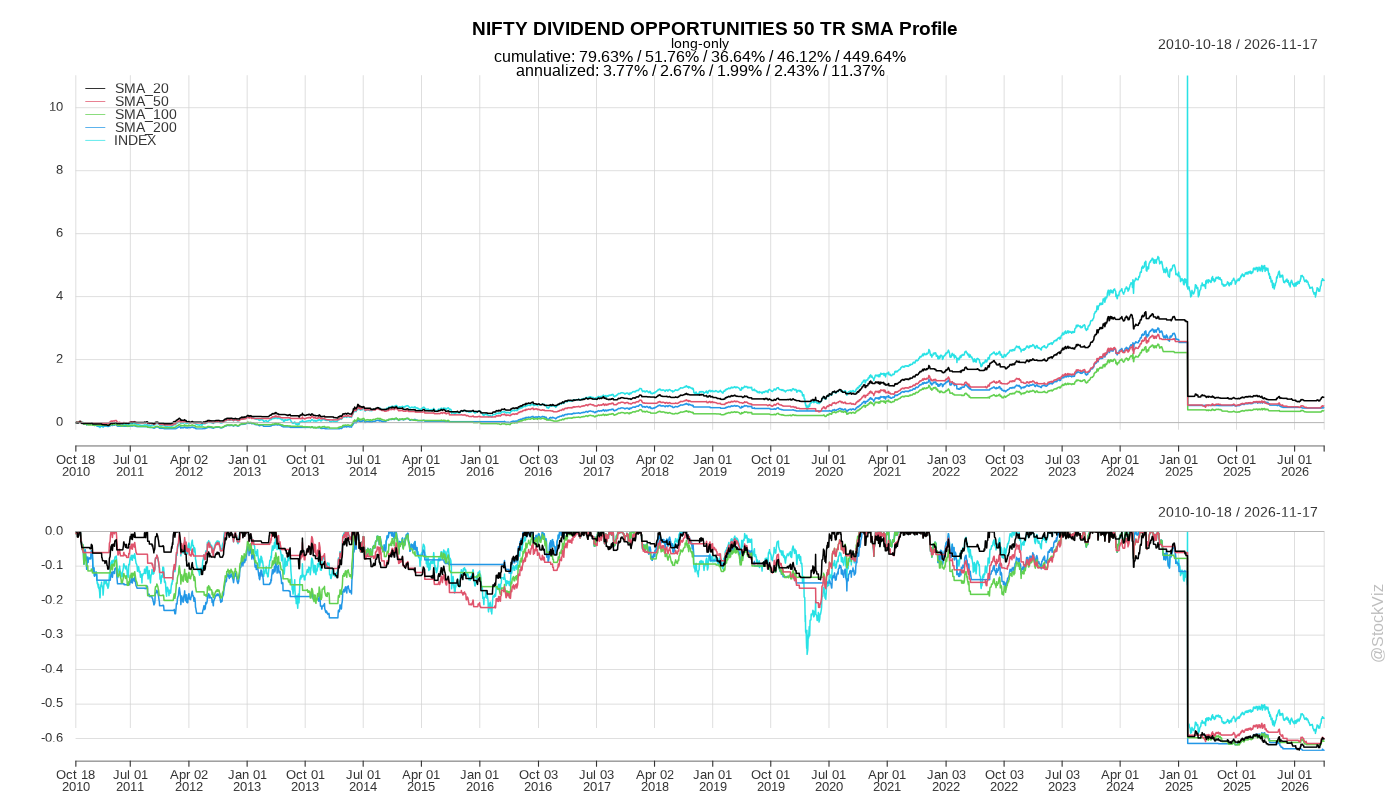 NIFTY DIVIDEND OPPORTUNITIES 50 TR SMA Profile
long-only
cumulative: 79.63% / 51.76% / 36.64% / 46.12% / 449.64%
annualized: 3.77% / 2.67% / 1.99% / 2.43% / 11.37%
2010-10-18 / 2026-11-17
SMA_20
SMA_50
SMA_100
SMA_200
INDEX
10
8
6
4
2
0
Oct 18 Jul 01 Apr 02 Jan 01 Oct 01 Jul 01 Apr 01 Jan 01 Oct 03 Jul 03 Apr 02 Jan 01 Oct 01 Jul 01 Apr 01 Jan 03 Oct 03 Jul 03 Apr 01 Jan 01 Oct 01 Jul 01
2010 2011 2012 2013 2013 2014 2015 2016 2016 2017 2018 2019 2019 2020 2021 2022 2022 2023 2024 2025 2025 2026
2010-10-18 / 2026-11-17
0.0
-0.1
-0.2
-0.3
-0.4
-0.5
-0.6
Oct 18 Jul 01 Apr 02 Jan 01 Oct 01 Jul 01 Apr 01 Jan 01 Oct 03 Jul 03 Apr 02 Jan 01 Oct 01 Jul 01 Apr 01 Jan 03 Oct 03 Jul 03 Apr 01 Jan 01 Oct 01 Jul 01
2010 2011 2012 2013 2013 2014 2015 2016 2016 2017 2018 2019 2019 2020 2021 2022 2022 2023 2024 2025 2025 2026
@StockViz